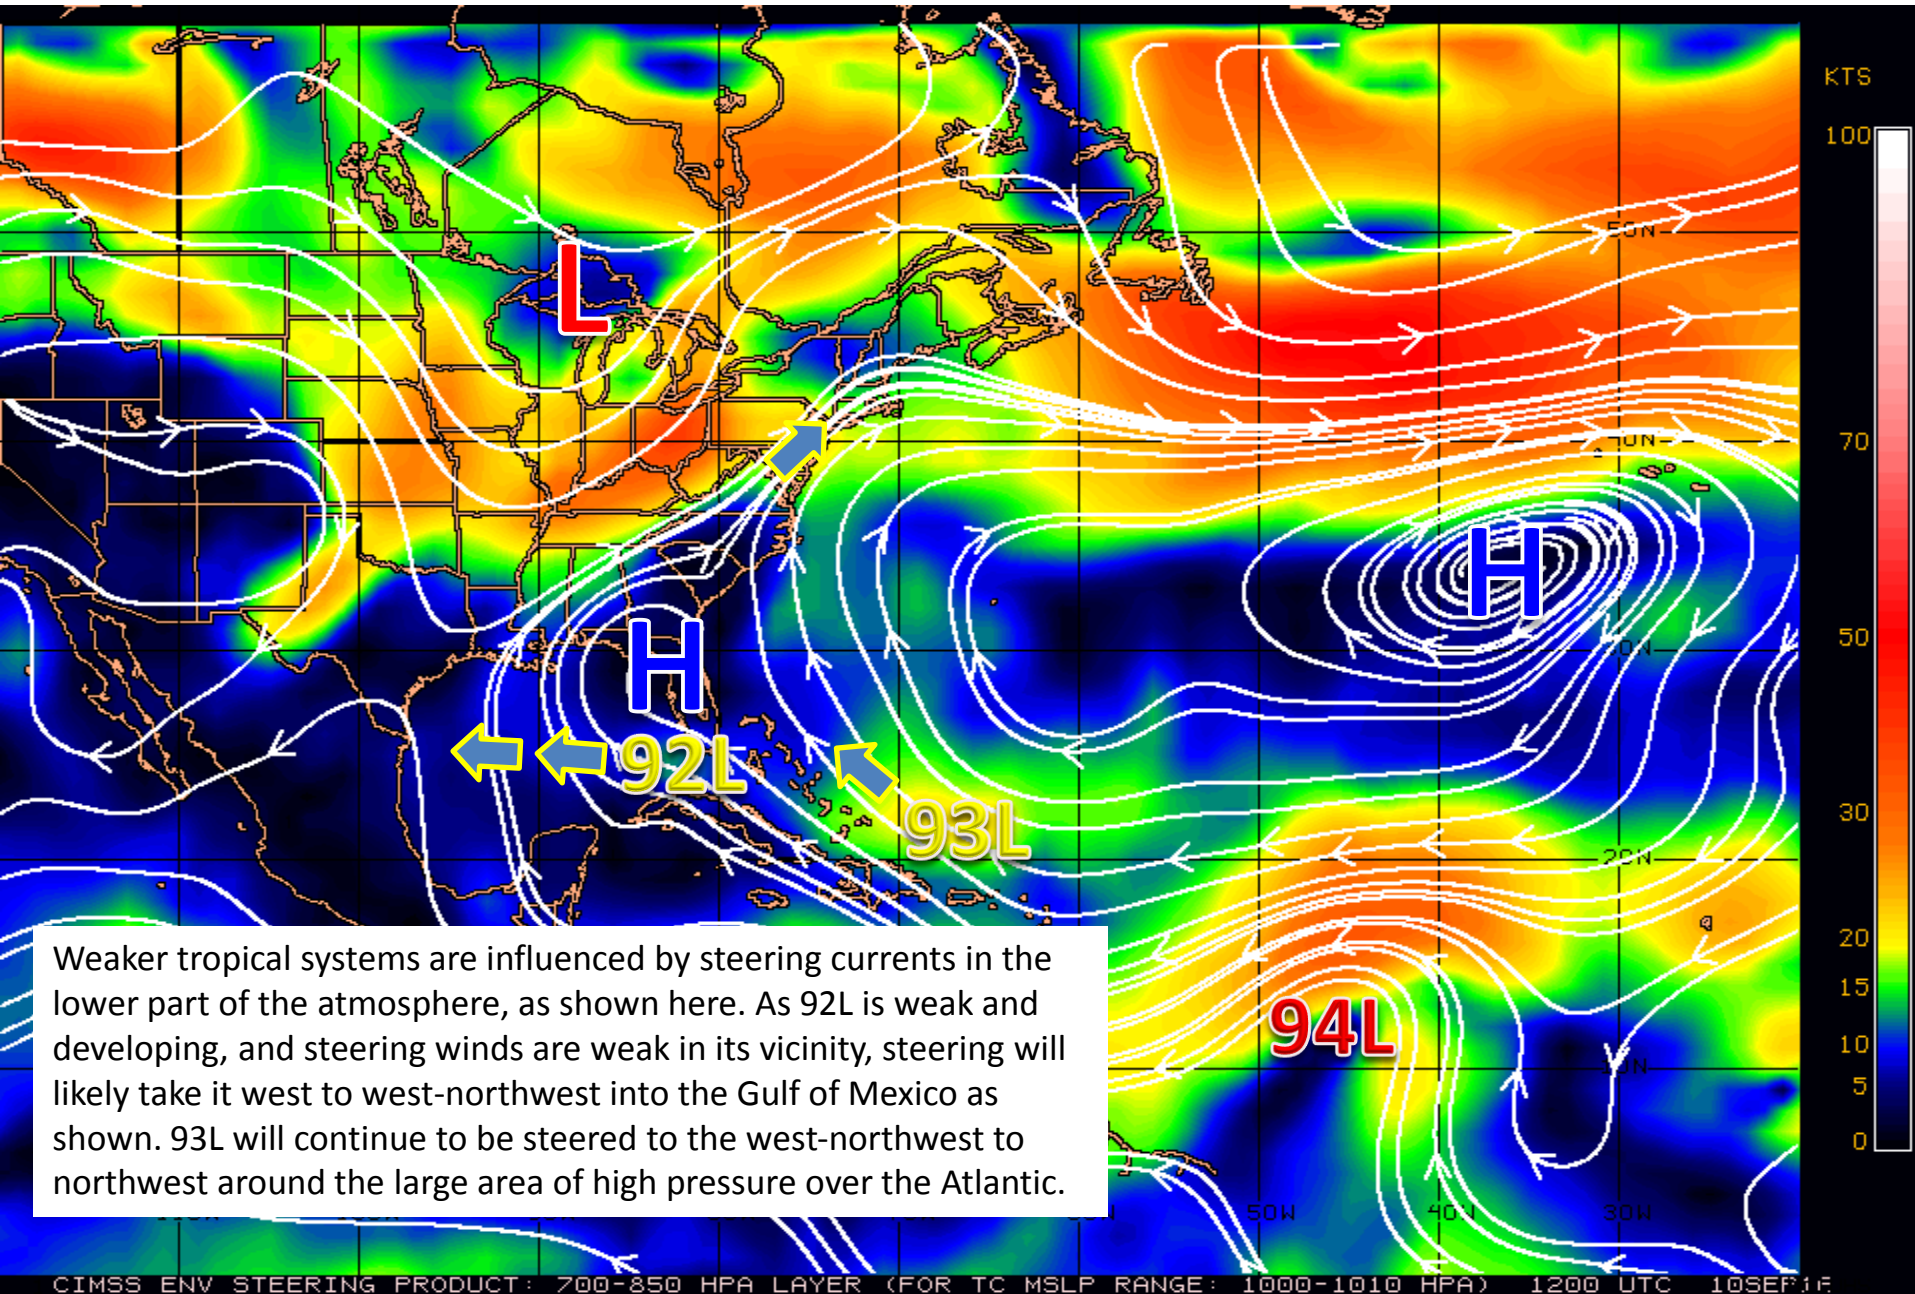 KTS
100
50N
L
70
40N
H
50
H
30N
92L
30
93L
20N
20
Weaker tropical systems are influenced by steering currents in the
lower part of the atmosphere, as shown here. As 92L is weak and
developing, and steering winds are weak in its vicinity, steering will
likely take it west to west-northwest into the Gulf of Mexico as
shown. 93L will continue to be steered to the west-northwest to
northwest around the large area of high pressure over the Atlantic.
15
94L
10
10N
5
0
50W 40W 30W
CIMSS ENV STEERING PRODUCT: 700-850 HPA LAYER (FOR TC MSLP RANGE: 1000-1010 HPA) 1200 UTC